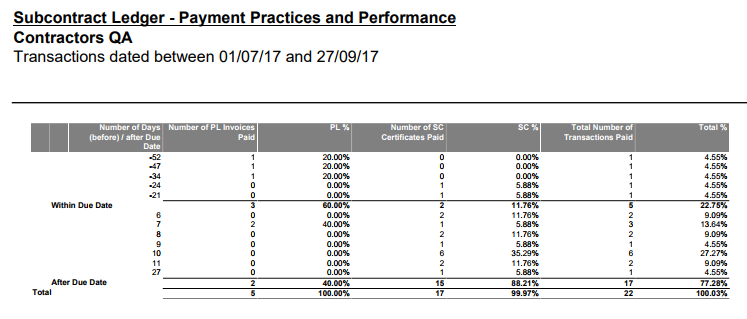 Subcontract Ledger - Payment Practices and Performance
Contractors QA
Transactions dated between 01/07/17 and 27/09/17
Number of Days (before) / after Due Date Number of PL Invoices Paid PL % Number of SC Certificates Paid SC % Total Number of Transactions Paid Total %
-52 1 20.00% 0 0.00% 1 4.55%
-47 1 20.00% 0 0.00% 1 4.55%
-34 1 20.00% 0 0.00% 1 4.55%
-24 0 0.00% 1 5.88% 1 4.55%
-21 0 0.00% 1 5.88% 1 4.55%
Within Due Date 3 60.00% 2 11.76% 5 22.75%
6 0 0.00% 2 11.76% 2 9.09%
7 2 40.00% 1 5.88% 3 13.64%
8 0 0.00% 2 11.76% 2 9.09%
9 0 0.00% 1 5.88% 1 4.55%
10 0 0.00% 6 35.29% 6 27.27%
11 0 0.00% 2 11.76% 2 9.09%
27 0 0.00% 1 5.88% 1 4.55%
After Due Date 2 40.00% 15 88.21% 17 77.28%
Total 5 100.00% 17 99.97% 22 100.03%